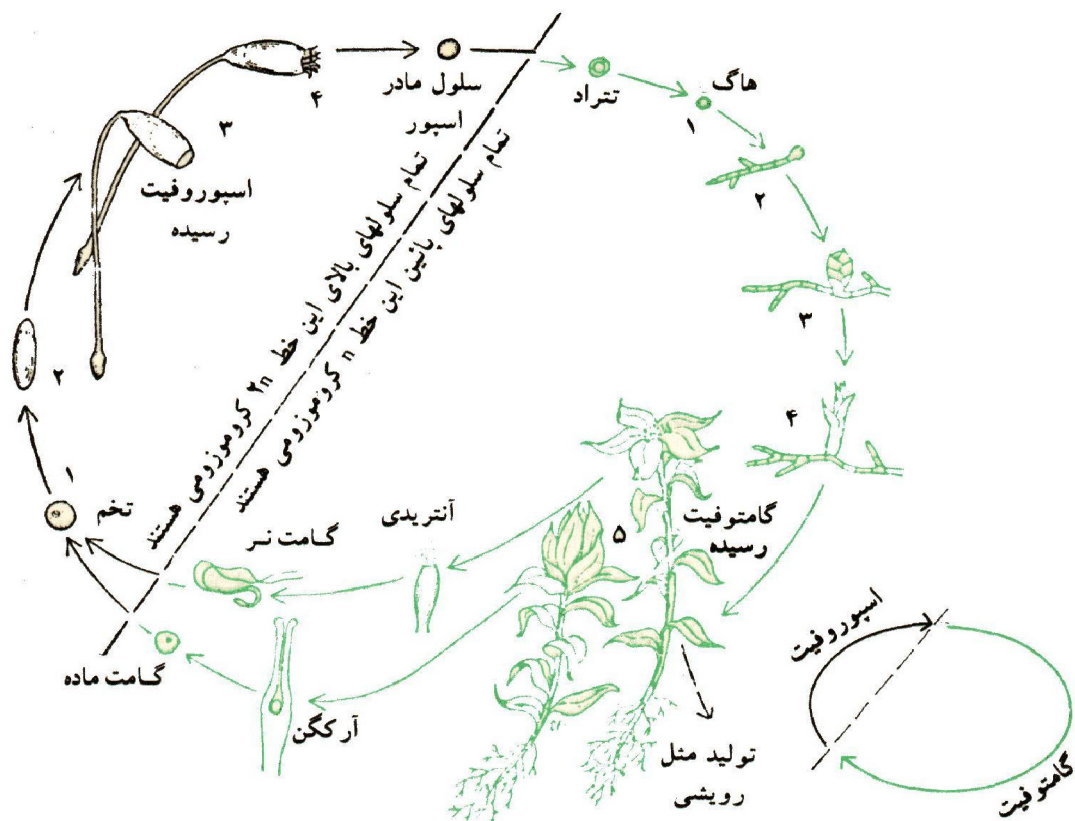 ۴
سلول مادر
اسپور
تتراد
هاگ
۱
۲
۳
۴
۳
اسپوروفیت
رسیده
۲
۱
تخم
تمام سلولهای بالای این خط ۲n کروموزومی هستند
تمام سلولهای پائین این خط n کروموزومی هستند
گامت نر
آنتریدی
گامتوفیت
رسیده
۵
گامت ماده
آرکگن
تولید مثل
رویشی
اسپوروفیت
گامتوفیت